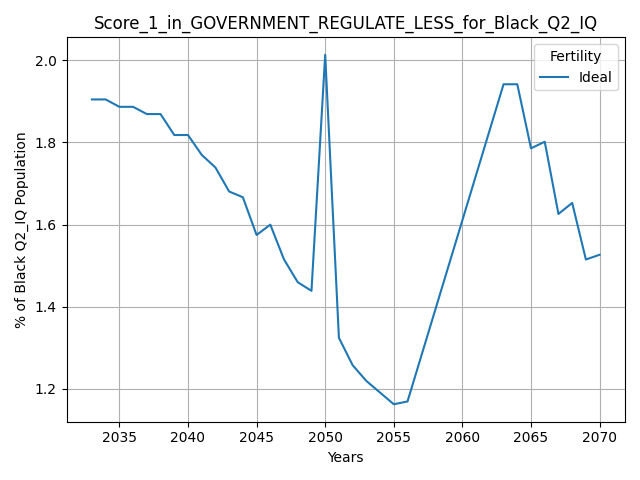 Score_1_in_GOVERNMENT_REGULATE_LESS_for_Black_Q2_IQ
Fertility
Ideal
% of Black Q2_IQ Population
2.0
1.8
1.6
1.4
1.2
2035 2040 2045 2050 2055 2060 2065 2070
Years